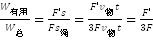 W有用/W总 = F's/Fs绳 = F'v物t/3Fv物t = F'/3F